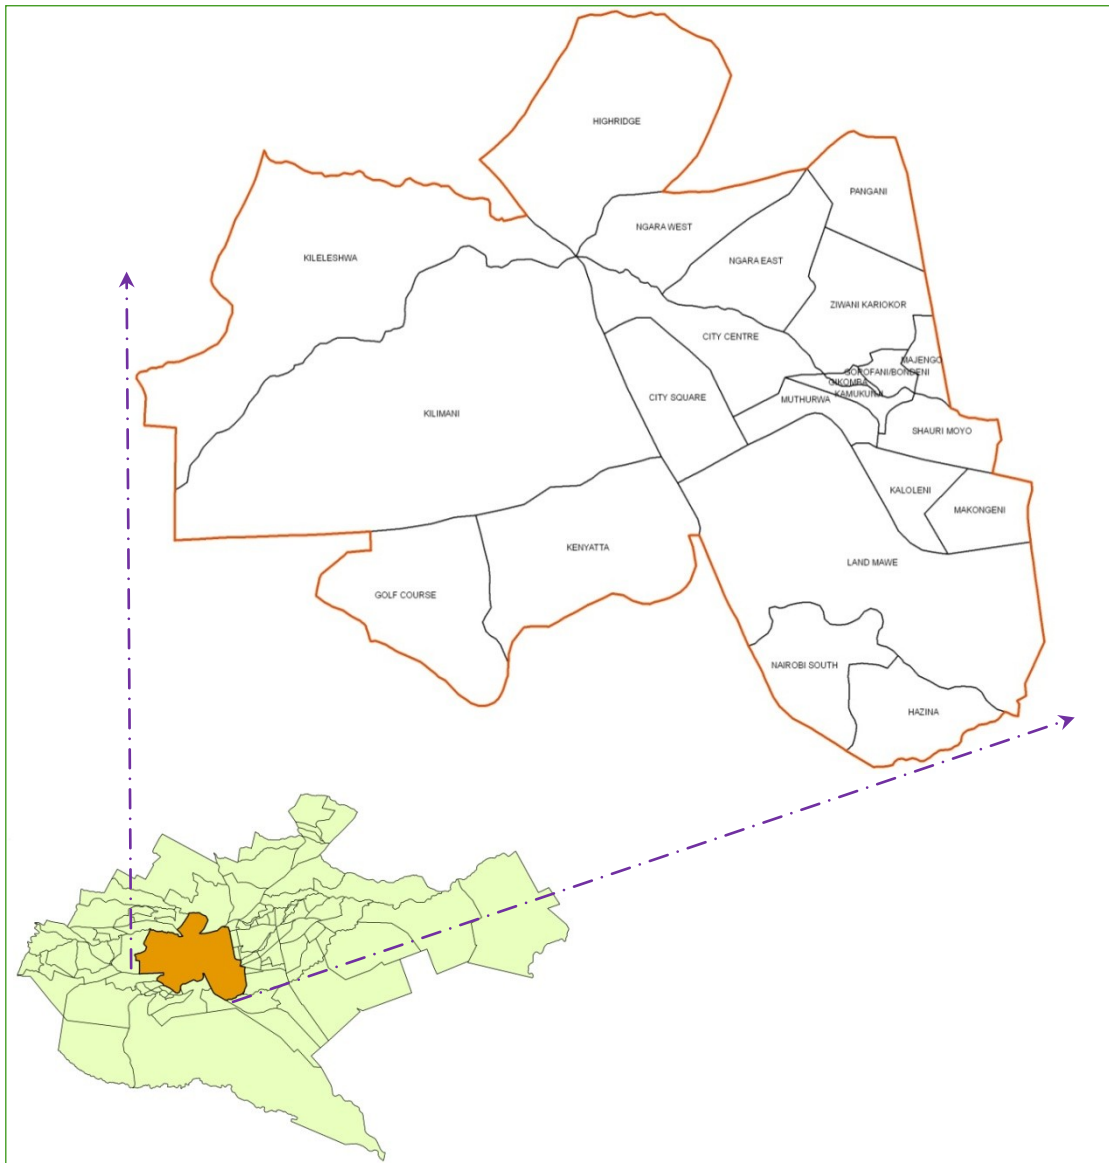 HIGHRIDGE
PANGANI
NGARA WEST
KILELESHWA
NGARA EAST
ZIWANI KARIOKOR
CITY CENTRE
MAJENGO
GOROFANI/BONDENI
GIKOMBA
KAMUKUNJI
CITY SQUARE
MUTHURWA
KILIMANI
SHAURI MOYO
KALOLENI
MAKONGENI
KENYATTA
LAND MAWE
GOLF COURSE
NAIROBI SOUTH
HAZINA